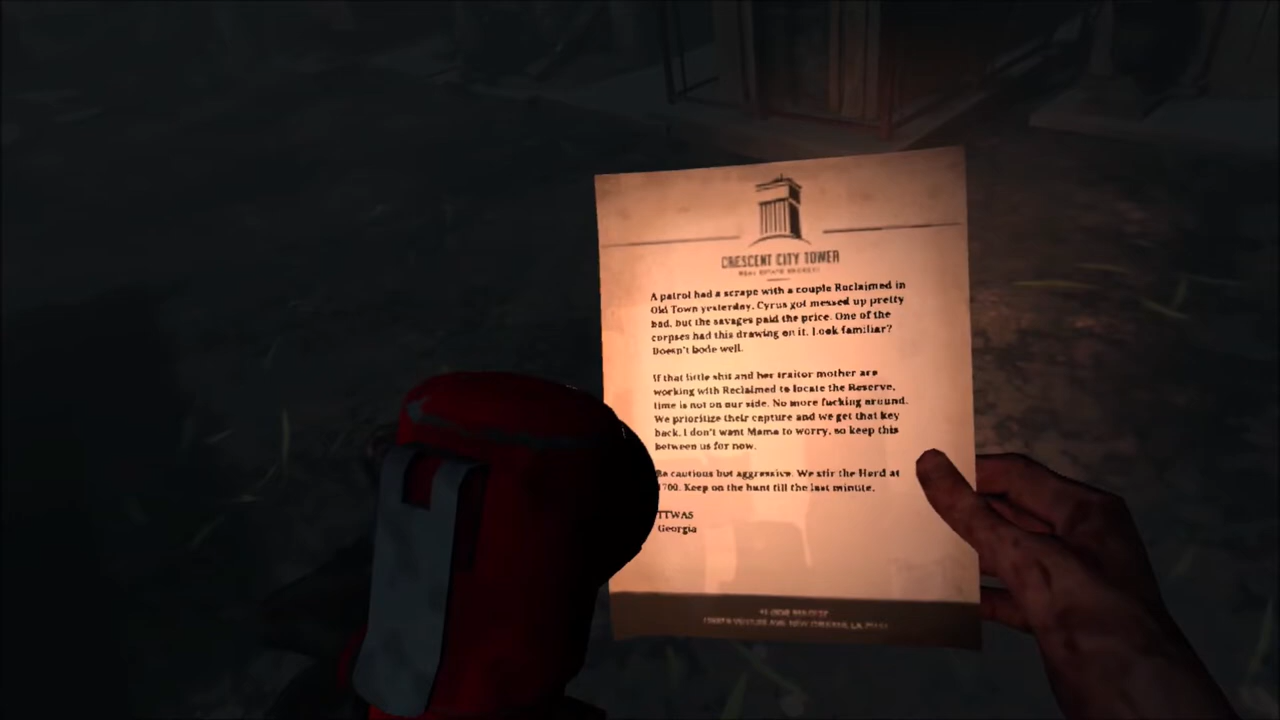 CRESCENT CITY TOWER
A patrol had a scrape with a couple Reclaimed in
Old Town yesterday. Cyrus got messed up pretty
bad, but the savages paid the price. One of the
corpses had this drawing on it. Look familiar?
Doesn't bode well.
If that little shit and her traitor mother are
working with Reclaimed to locate the Reserve,
time is not on our side. No more fucking around.
We prioritize their capture and we get that key
back. I don't want Mama to worry, so keep this
between us for now.
Be cautious but aggressive. We stir the Herd at
1700. Keep on the hunt till the last minute.
TTWAS
Georgia